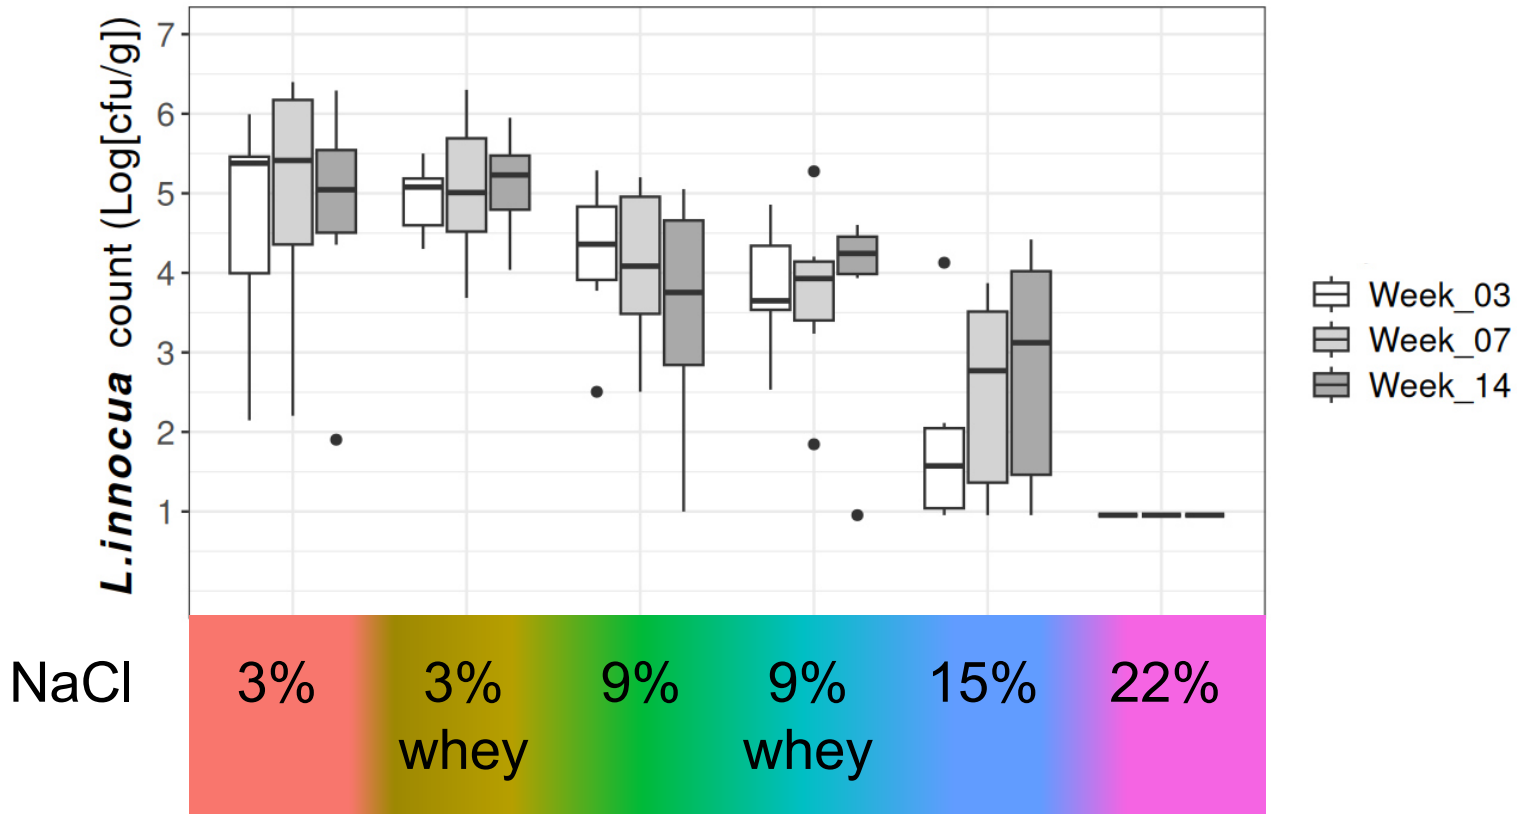 L.innocua count (Log[cfu/g])
7
6
5
4
3
2
1
Week_03
Week_07
Week_14
NaCl 3% 3% 9% 9% 15% 22%
whey whey